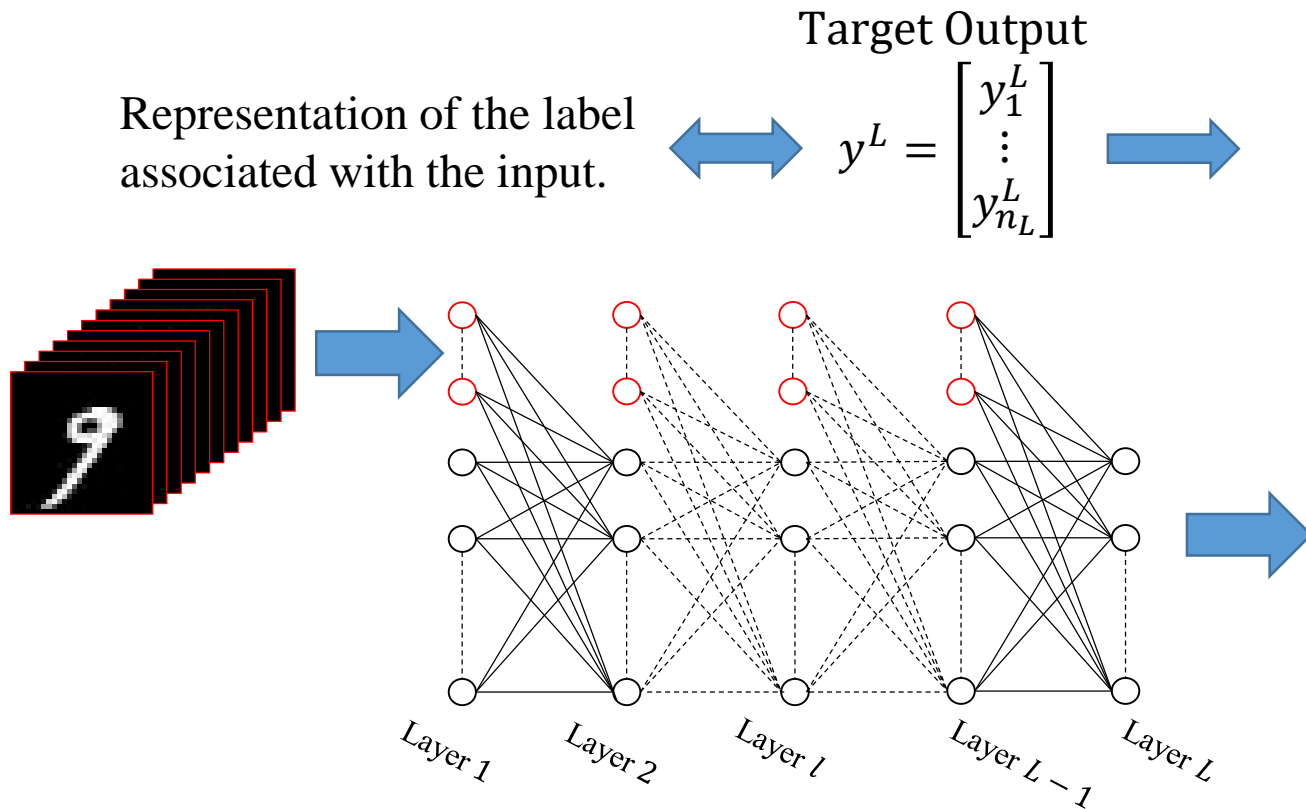 Target Output
Representation of the label
associated with the input.
y^L = [y_1^L ⋮ y_{n_L}^L]
Layer 1
Layer 2
Layer l
Layer L − 1
Layer L